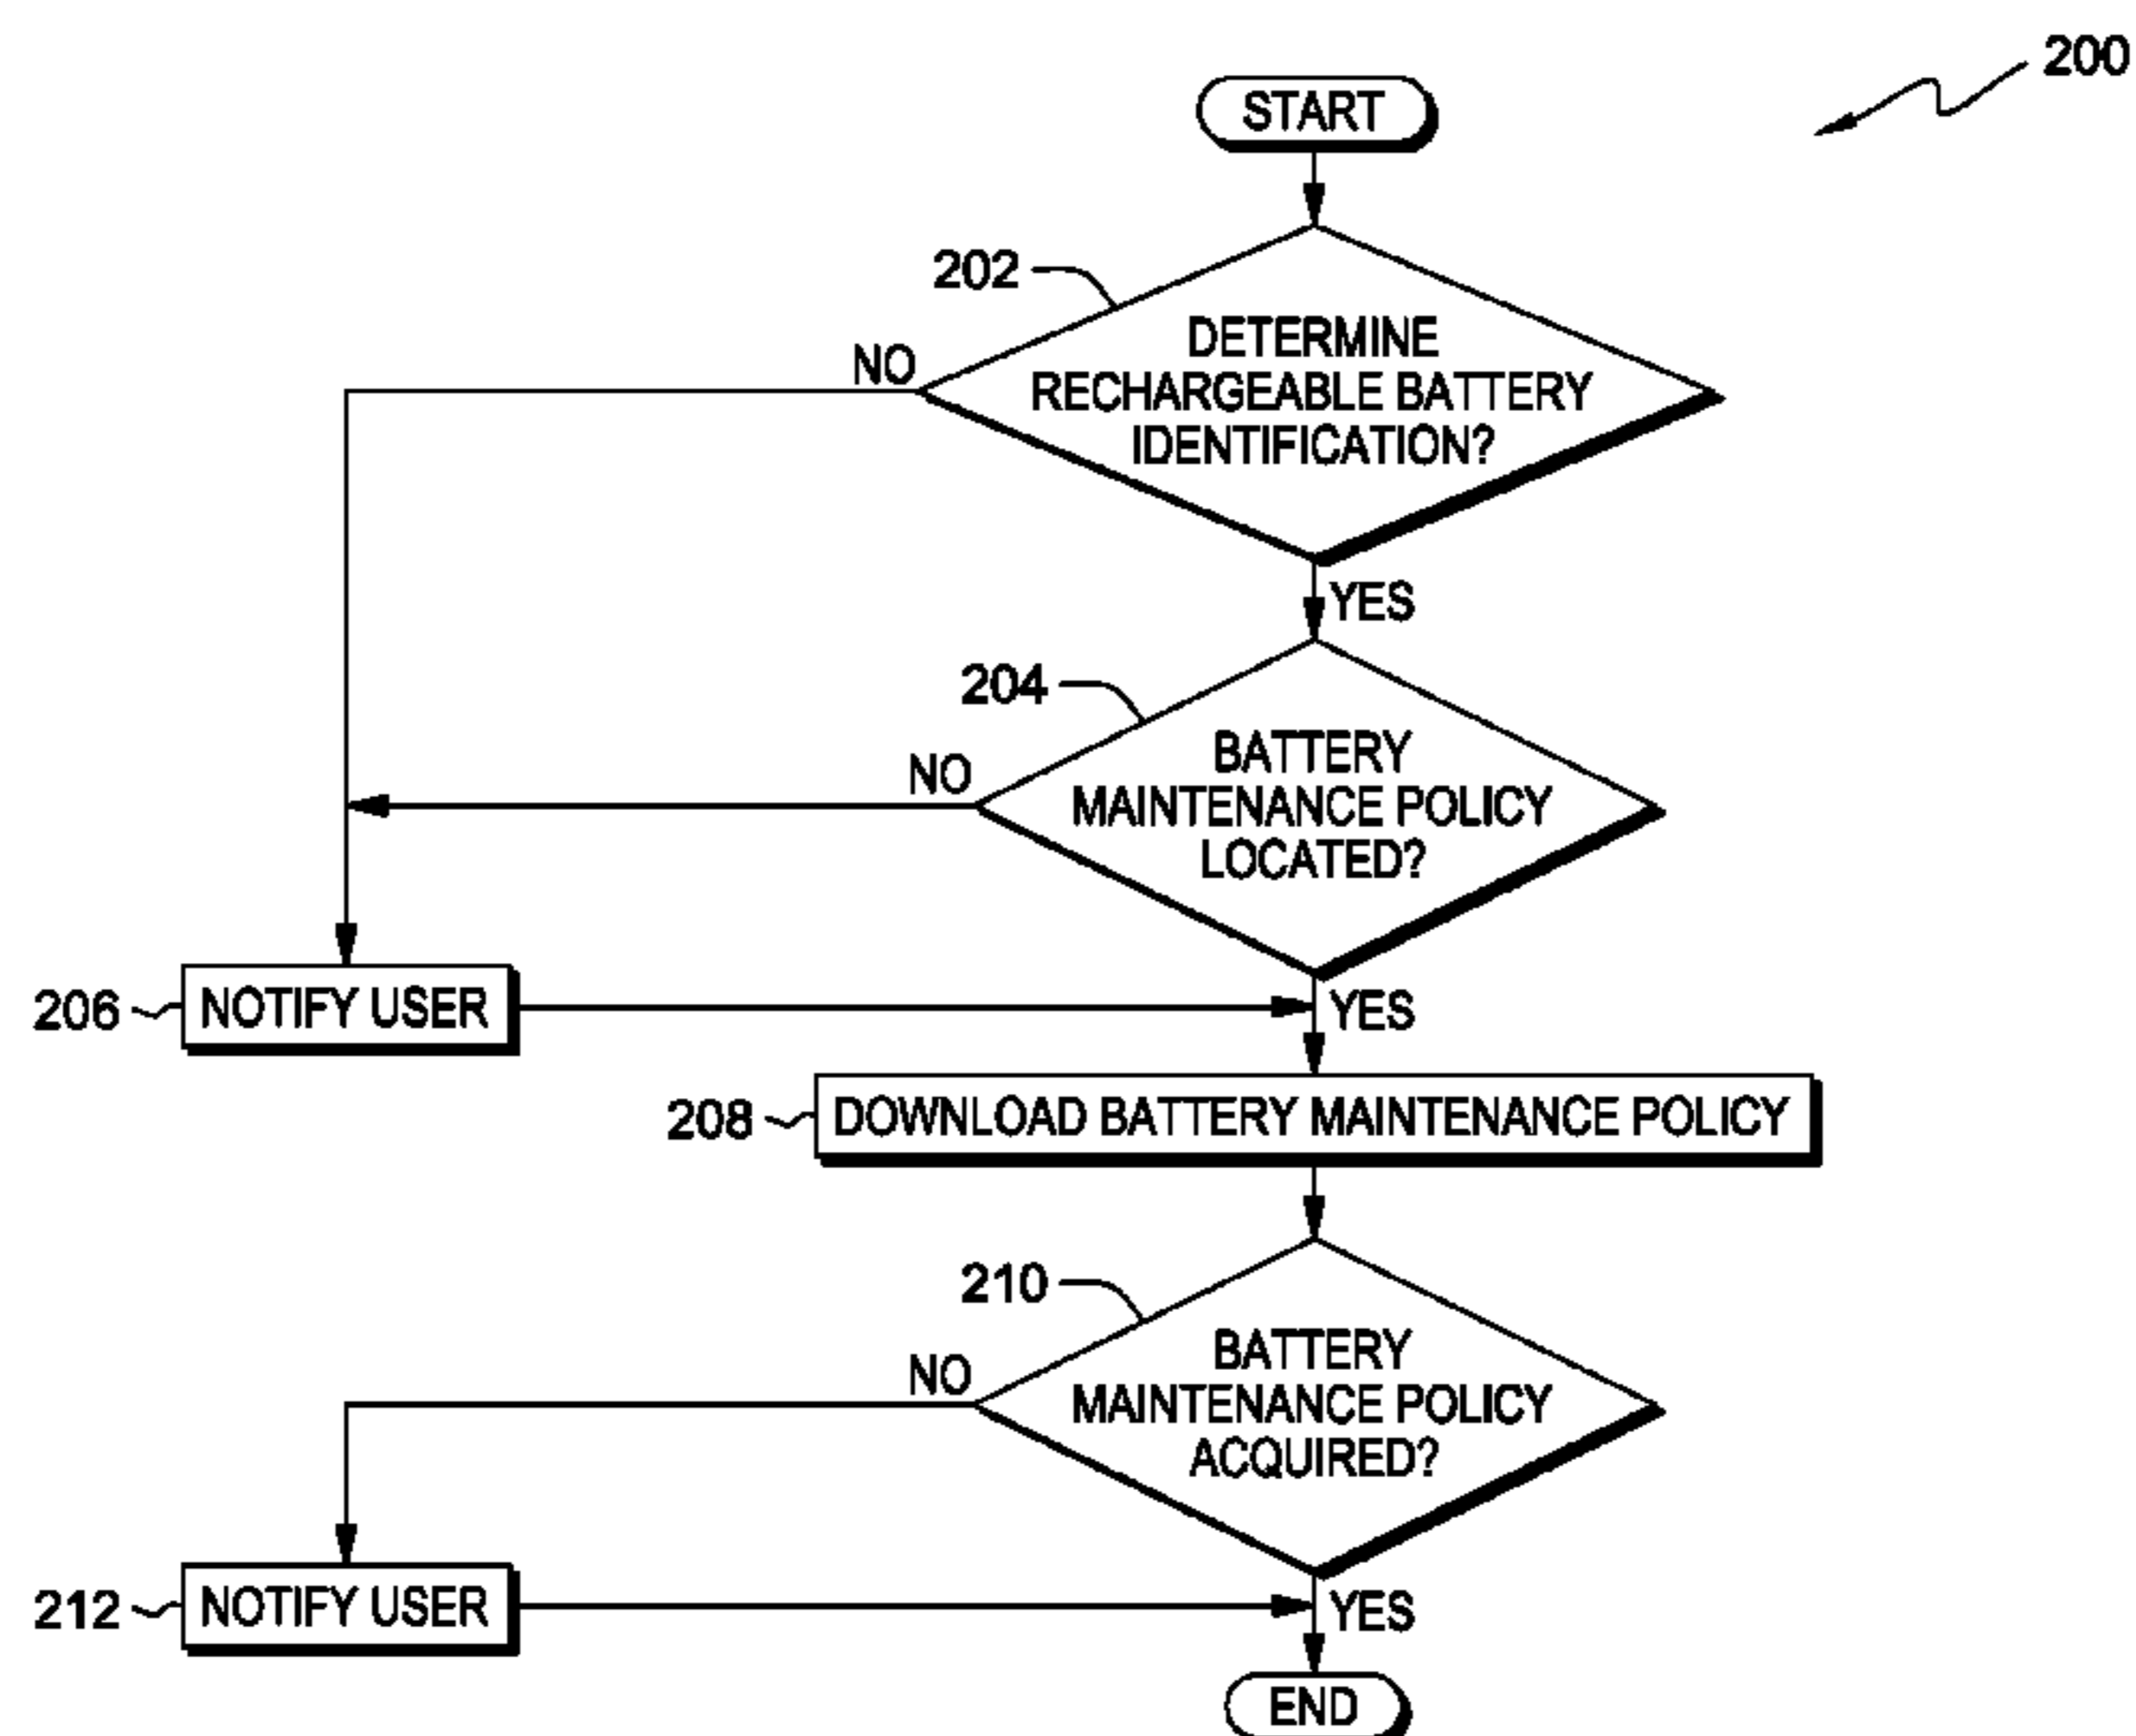 200
START
202
DETERMINE
RECHARGEABLE BATTERY
IDENTIFICATION?
NO
YES
204
BATTERY
MAINTENANCE POLICY
LOCATED?
NO
YES
206
NOTIFY USER
208
DOWNLOAD BATTERY MAINTENANCE POLICY
210
BATTERY
MAINTENANCE POLICY
ACQUIRED?
NO
YES
212
NOTIFY USER
END